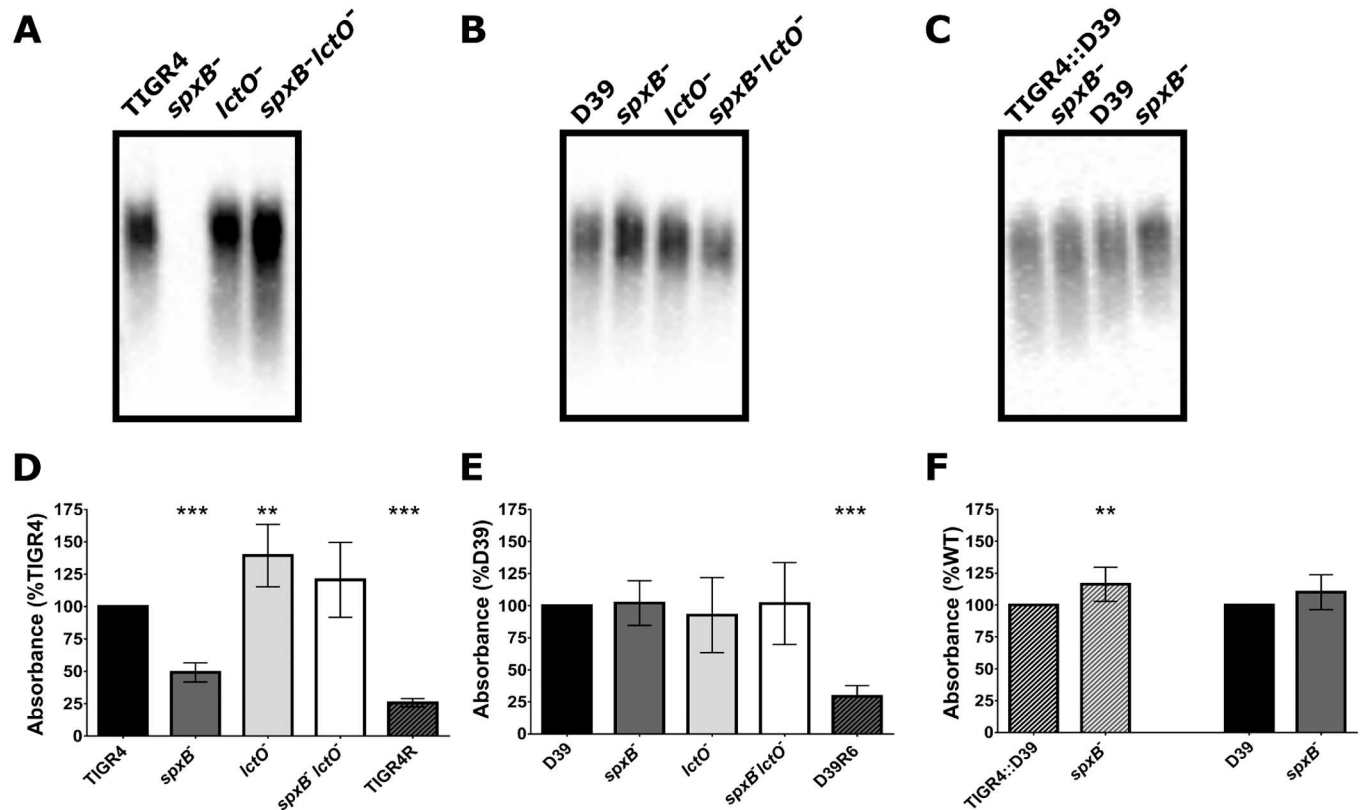 A
TIGR4 spxB⁻ lctO⁻ spxB⁻lctO⁻
B
D39 spxB⁻ lctO⁻ spxB⁻lctO⁻
C
TIGR4::D39 spxB⁻ D39 spxB⁻
D
Absorbance (%TIGR4)
175
150
125
100
75
50
25
0
*** ** ***
TIGR4 spxB⁻ lctO⁻ spxB⁻lctO⁻ TIGR4R
E
Absorbance (%D39)
175
150
125
100
75
50
25
0
***
D39 spxB⁻ lctO⁻ spxB⁻lctO⁻ D39R6
F
Absorbance (%WT)
175
150
125
100
75
50
25
0
**
TIGR4::D39 spxB⁻ D39 spxB⁻